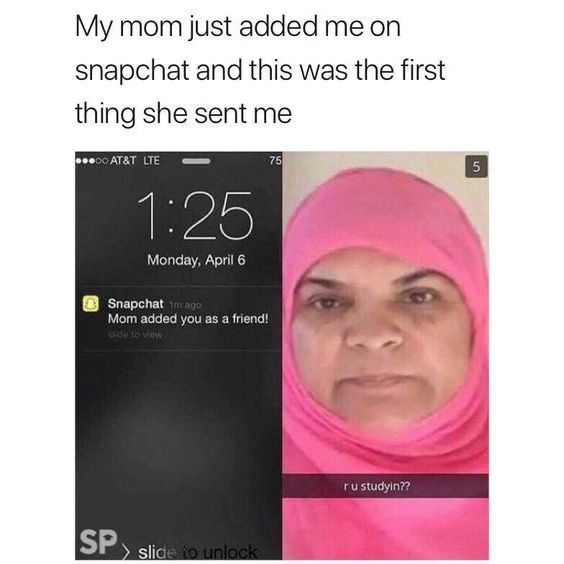 My mom just added me on
snapchat and this was the first
thing she sent me
AT&T LTE
75
1:25
Monday, April 6
Snapchat 1m ago
Mom added you as a friend!
slide to view
SP
> slide to unlock
5
r u studyin??